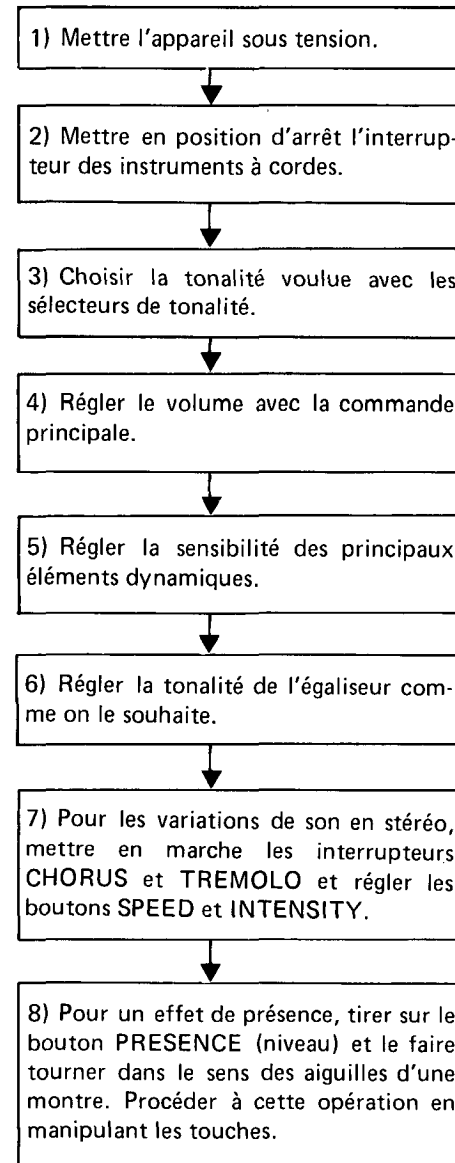 1) Mettre l'appareil sous tension.
2) Mettre en position d'arrêt l'interrup-
teur des instruments à cordes.
3) Choisir la tonalité voulue avec les
sélecteurs de tonalité.
4) Régler le volume avec la commande
principale.
5) Régler la sensibilité des principaux
éléments dynamiques.
6) Régler la tonalité de l'égaliseur com-
me on le souhaite.
7) Pour les variations de son en stéréo,
mettre en marche les interrupteurs
CHORUS et TREMOLO et régler les
boutons SPEED et INTENSITY.
8) Pour un effet de présence, tirer sur le
bouton PRESENCE (niveau) et le faire
tourner dans le sens des aiguilles d'une
montre. Procéder à cette opération en
manipulant les touches.